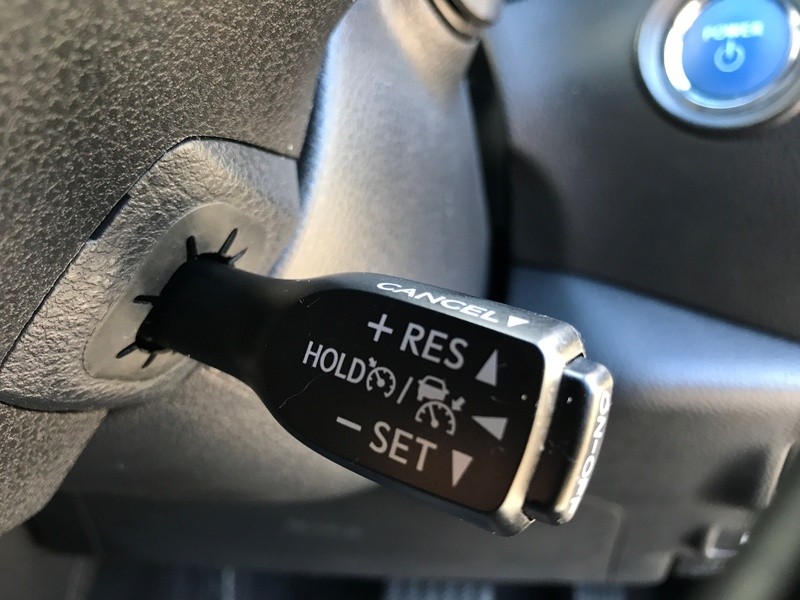 POWER
CANCEL
+ RES
HOLD /
- SET
ON-OFF